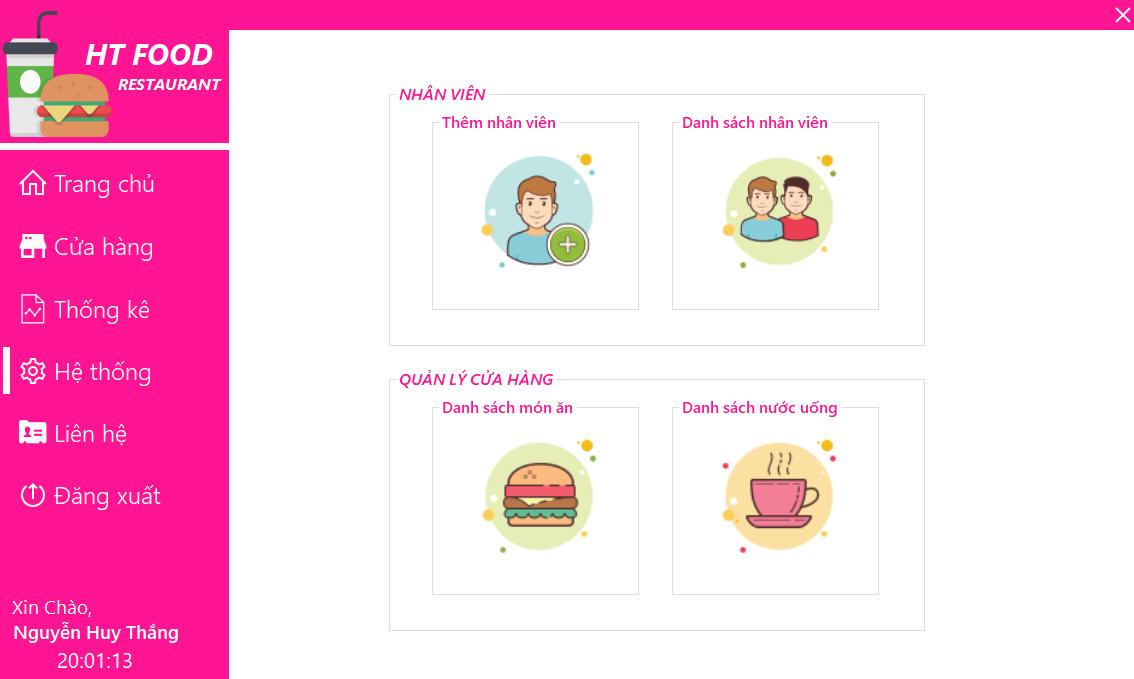 HT FOOD
RESTAURANT
Trang chủ
Cửa hàng
Thống kê
Hệ thống
Liên hệ
Đăng xuất
Xin Chào,
Nguyễn Huy Thắng
20:01:13
NHÂN VIÊN
Thêm nhân viên
Danh sách nhân viên
QUẢN LÝ CỬA HÀNG
Danh sách món ăn
Danh sách nước uống